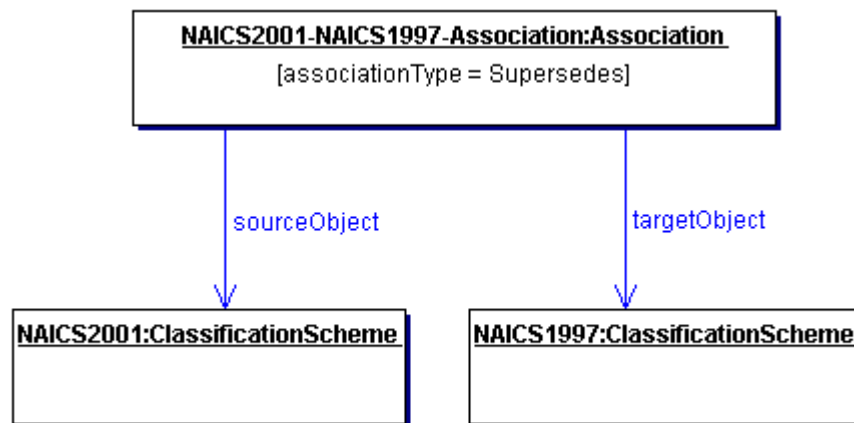 NAICS2001-NAICS1997-Association:Association
[associationType = Supersedes]
sourceObject
targetObject
NAICS2001:ClassificationScheme
NAICS1997:ClassificationScheme